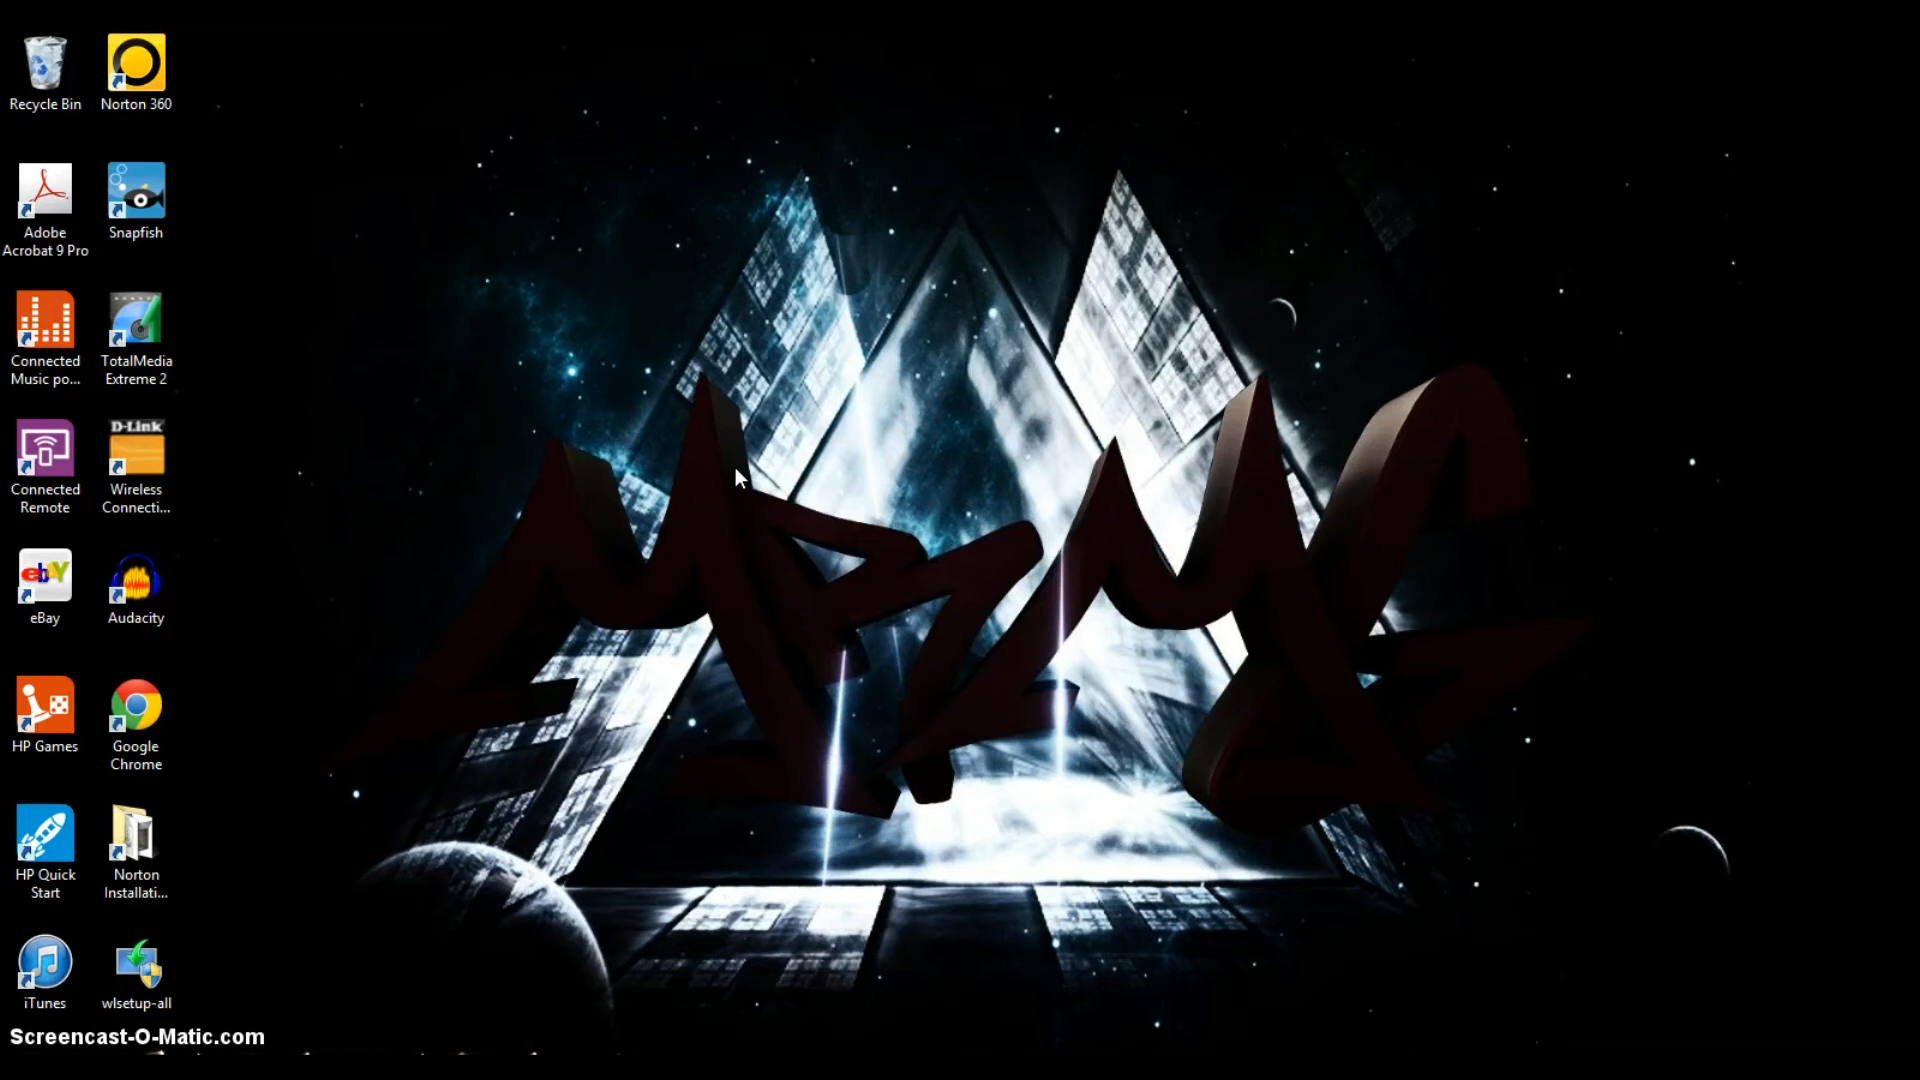 Recycle Bin
Norton 360
Adobe
Acrobat 9 Pro
Snapfish
Connected
Music po...
TotalMedia
Extreme 2
Connected
Remote
D-Link
Wireless
Connecti...
ebY
eBay
Audacity
HP Games
Google
Chrome
HP Quick
Start
Norton
Installati...
iTunes
wlsetup-all
Screencast-O-Matic.com